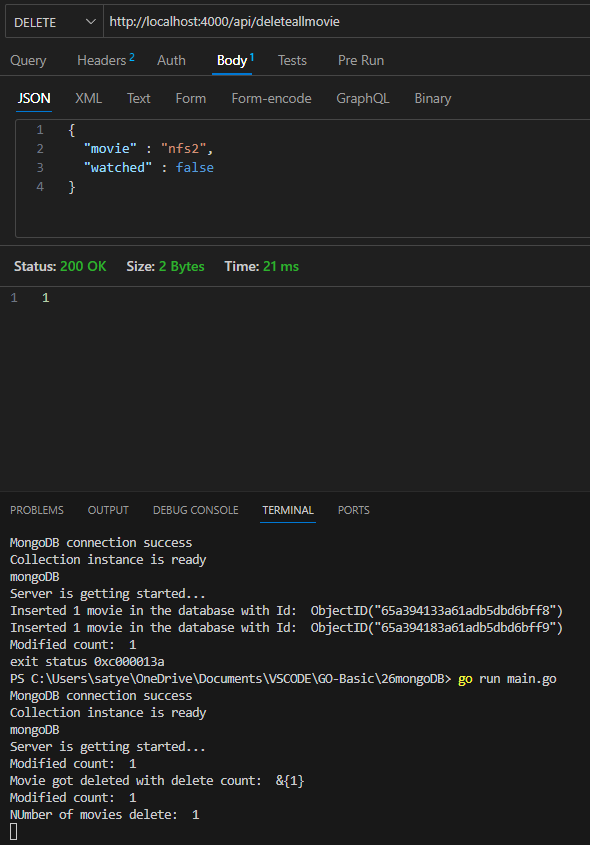 DELETE http://localhost:4000/api/deleteallmovie
Query Headers 2 Auth Body 1 Tests Pre Run
JSON XML Text Form Form-encode GraphQL Binary
1 {
2 "movie" : "nfs2",
3 "watched" : false
4 }
Status: 200 OK Size: 2 Bytes Time: 21 ms
1 1
PROBLEMS OUTPUT DEBUG CONSOLE TERMINAL PORTS
MongoDB connection success
Collection instance is ready
mongoDB
Server is getting started...
Inserted 1 movie in the database with Id:  ObjectID("65a394133a61adb5dbd6bff8")
Inserted 1 movie in the database with Id:  ObjectID("65a394183a61adb5dbd6bff9")
Modified count:  1
exit status 0xc000013a
PS C:\Users\satye\OneDrive\Documents\VSCODE\GO-Basic\26mongoDB> go run main.go
MongoDB connection success
Collection instance is ready
mongoDB
Server is getting started...
Modified count:  1
Movie got deleted with delete count:  &{1}
Modified count:  1
NUmber of movies delete:  1